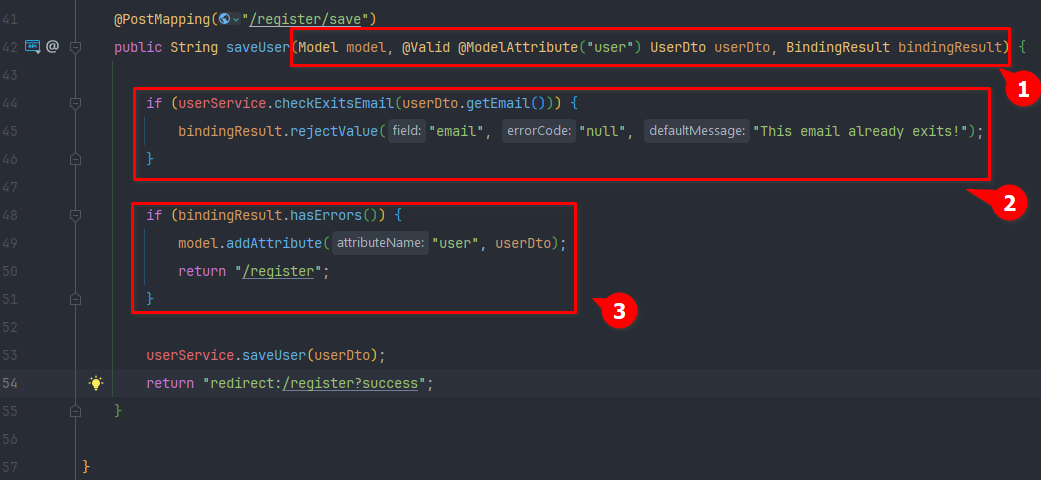 41 @PostMapping("/register/save")
42 API @ public String saveUser(Model model, @Valid @ModelAttribute("user") UserDto userDto, BindingResult bindingResult) {
43
1
44 if (userService.checkExitsEmail(userDto.getEmail())) {
45 bindingResult.rejectValue( field: "email", errorCode: "null", defaultMessage: "This email already exits!");
46 }
47
2
48 if (bindingResult.hasErrors()) {
49 model.addAttribute( attributeName: "user", userDto);
50 return "/register";
51 }
3
52
53 userService.saveUser(userDto);
54 return "redirect:/register?success";
55 }
56
57 }